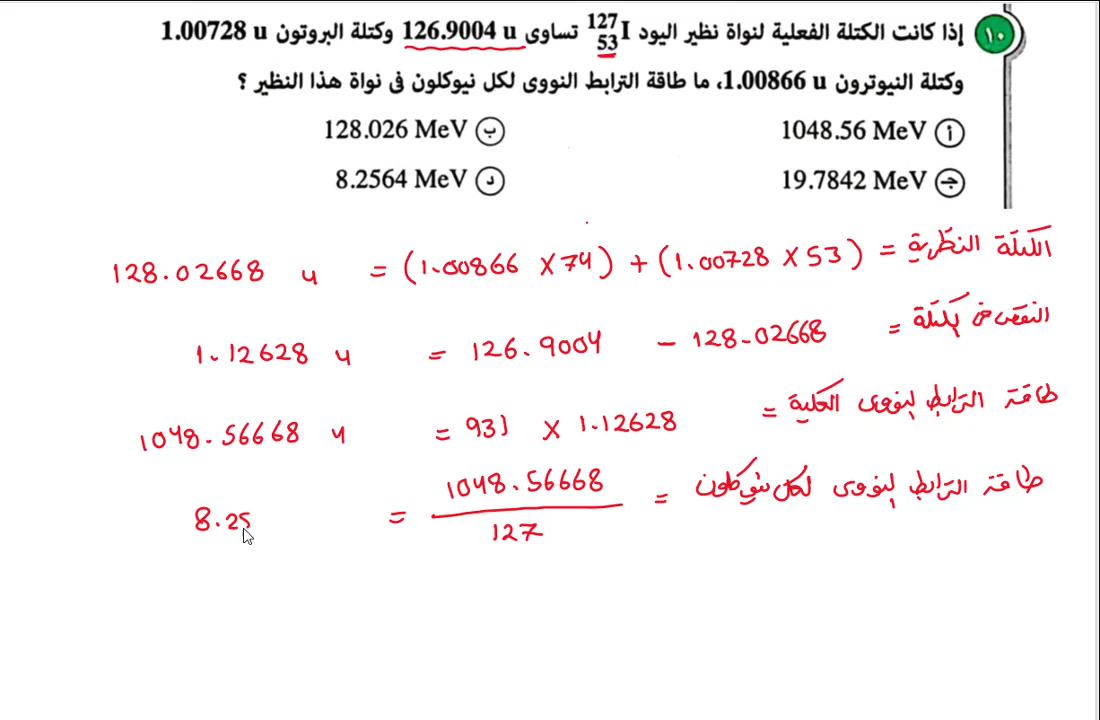 ١٠ إذا كانت الكتلة الفعلية لنواة نظير اليود ¹²⁷₅₃I تساوى 126.9004 u وكتلة البروتون 1.00728 u
وكتلة النيوترون 1.00866 u، ما طاقة الترابط النووى لكل نيوكلون فى نواة هذا النظير ؟
أ 1048.56 MeV ب 128.026 MeV
جـ 19.7842 MeV د 8.2564 MeV
الكتلة النظرية = (1.00866 X 74) + (1.00728 X 53) = 128.02668 u
النقص فى الكتلة = 128.02668 – 126.9004 = 1.12628 u
طاقة الترابط النووى الكلية = 1.12628 X 931 = 1048.56668 u
طاقة الترابط النووى لكل نيوكلون = 1048.56668 / 127 = 8.25